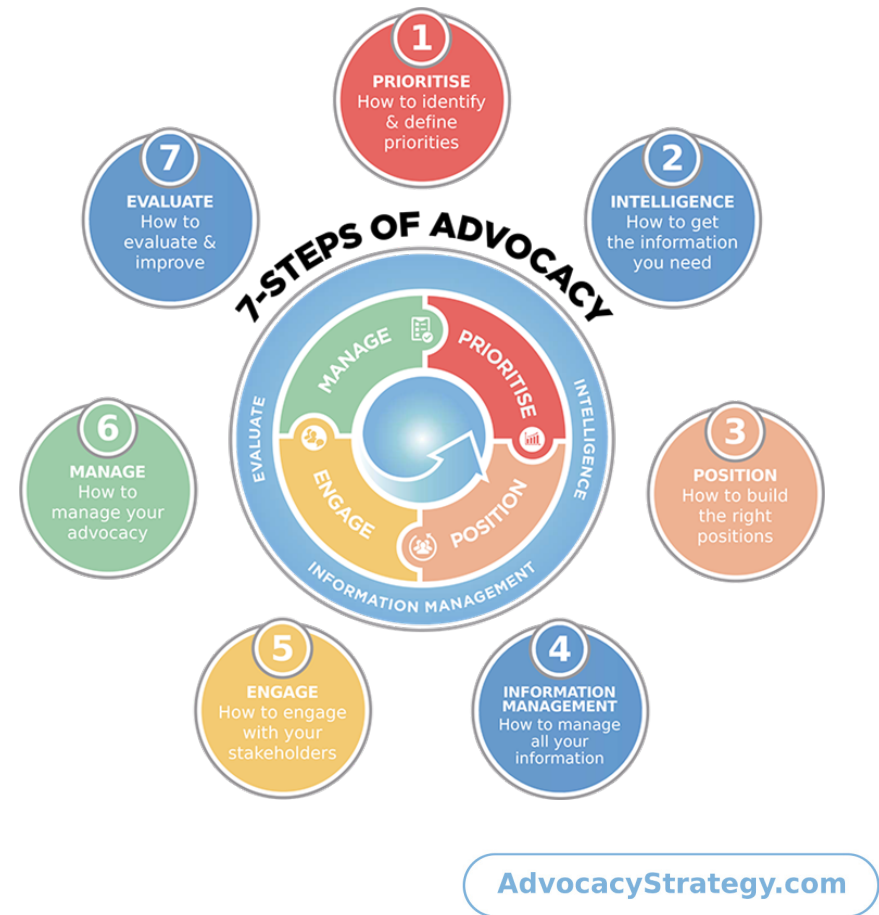 1
PRIORITISE
How to identify
& define
priorities
7
EVALUATE
How to
evaluate &
improve
2
INTELLIGENCE
How to get
the information
you need
7-STEPS OF ADVOCACY
MANAGE
PRIORITISE
EVALUATE
INTELLIGENCE
ENGAGE
POSITION
INFORMATION MANAGEMENT
6
MANAGE
How to
manage your
advocacy
3
POSITION
How to build
the right
positions
5
ENGAGE
How to engage
with your
stakeholders
4
INFORMATION
MANAGEMENT
How to manage
all your
information
AdvocacyStrategy.com